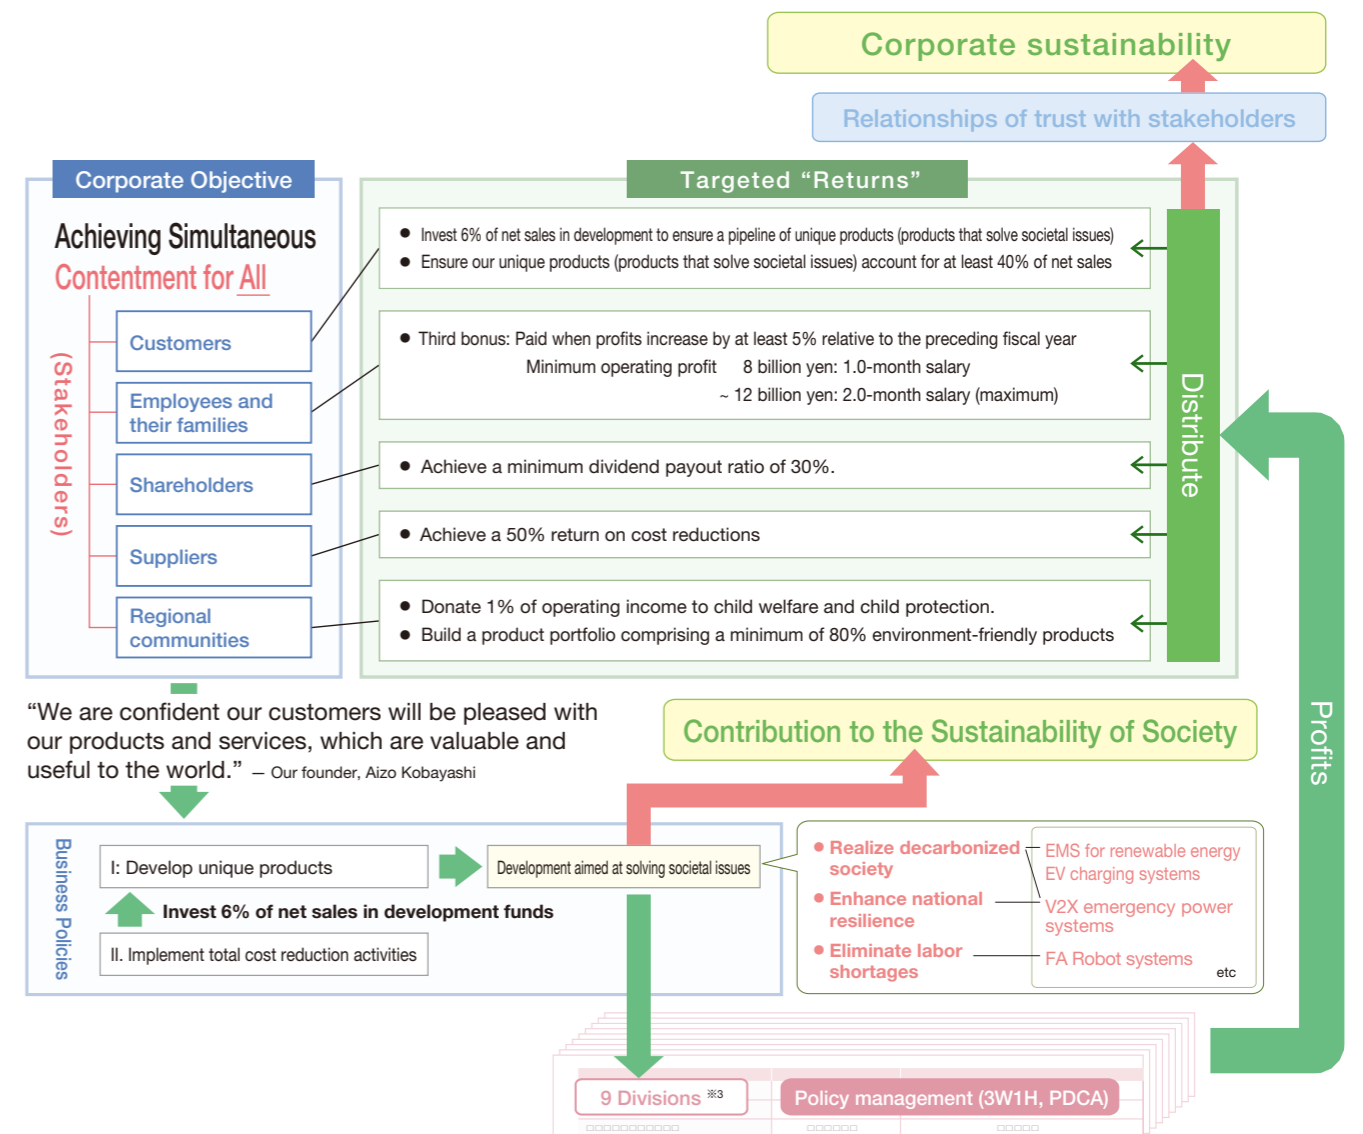 Corporate sustainability
Relationships of trust with stakeholders
Corporate Objective
Achieving Simultaneous
Contentment for All
(Stakeholders)
Customers
Employees and
their families
Shareholders
Suppliers
Regional
communities
Targeted “Returns”
● Invest 6% of net sales in development to ensure a pipeline of unique products (products that solve societal issues)
● Ensure our unique products (products that solve societal issues) account for at least 40% of net sales
● Third bonus: Paid when profits increase by at least 5% relative to the preceding fiscal year
Minimum operating profit 8 billion yen: 1.0-month salary
~ 12 billion yen: 2.0-month salary (maximum)
● Achieve a minimum dividend payout ratio of 30%.
● Achieve a 50% return on cost reductions
● Donate 1% of operating income to child welfare and child protection.
● Build a product portfolio comprising a minimum of 80% environment-friendly products
Distribute
Profits
“We are confident our customers will be pleased with
our products and services, which are valuable and
useful to the world.” — Our founder, Aizo Kobayashi
Contribution to the Sustainability of Society
Business Policies
I: Develop unique products
Invest 6% of net sales in development funds
II. Implement total cost reduction activities
Development aimed at solving societal issues
● Realize decarbonized
society
● Enhance national
resilience
● Eliminate labor
shortages
EMS for renewable energy
EV charging systems
V2X emergency power
systems
FA Robot systems
etc
9 Divisions ※3
Policy management (3W1H, PDCA)
□□□□□□□□□□□ □□□□□□ □□□□□